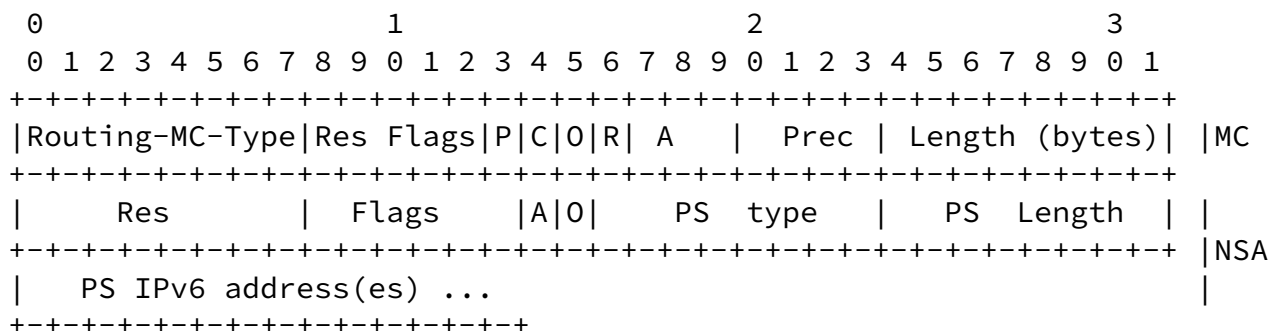 0                   1                   2                   3
0 1 2 3 4 5 6 7 8 9 0 1 2 3 4 5 6 7 8 9 0 1 2 3 4 5 6 7 8 9 0 1
+-+-+-+-+-+-+-+-+-+-+-+-+-+-+-+-+-+-+-+-+-+-+-+-+-+-+-+-+-+-+-+-+
|Routing-MC-Type|Res Flags|P|C|O|R| A   |  Prec | Length (bytes)| |MC
+-+-+-+-+-+-+-+-+-+-+-+-+-+-+-+-+-+-+-+-+-+-+-+-+-+-+-+-+-+-+-+-+
|     Res       |  Flags    |A|O|    PS  type   |   PS  Length  | |
+-+-+-+-+-+-+-+-+-+-+-+-+-+-+-+-+-+-+-+-+-+-+-+-+-+-+-+-+-+-+-+-+ |NSA
|   PS IPv6 address(es) ...                                       |
+-+-+-+-+-+-+-+-+-+-+-+-+-+-+